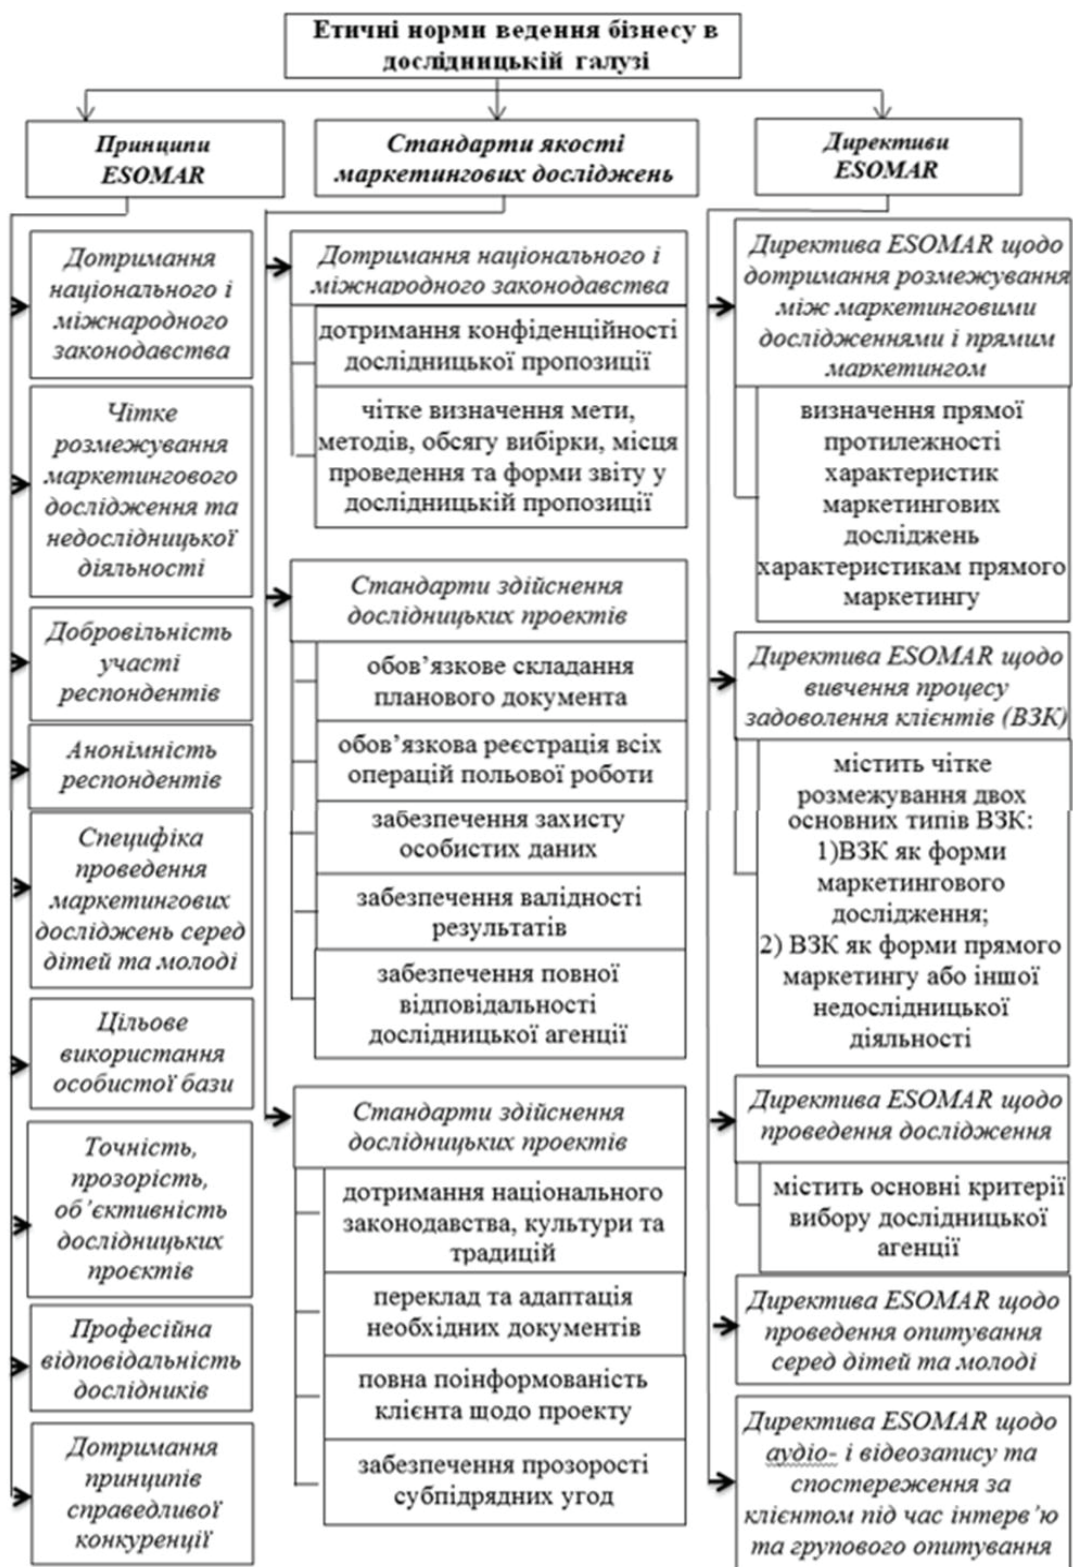 Етичні норми ведення бізнесу в
дослідницькій галузі
Принципи
ESOMAR
Дотримання
національного і
міжнародного
законодавства
Чітке
розмежування
маркетингового
дослідження та
недослідницької
діяльності
Добровільність
участі
респондентів
Анонімність
респондентів
Специфіка
проведення
маркетингових
досліджень серед
дітей та молоді
Цільове
використання
особистої бази
Точність,
прозорість,
об’єктивність
дослідницьких
проєктів
Професійна
відповідальність
дослідників
Дотримання
принципів
справедливої
конкуренції
Стандарти якості
маркетингових досліджень
Дотримання національного і
міжнародного законодавства
дотримання конфіденційності
дослідницької пропозиції
чітке визначення мети,
методів, обсягу вибірки, місця
проведення та форми звіту у
дослідницькій пропозиції
Стандарти здійснення
дослідницьких проектів
обов’язкове складання
планового документа
обов’язкова реєстрація всіх
операцій польової роботи
забезпечення захисту
особистих даних
забезпечення валідності
результатів
забезпечення повної
відповідальності
дослідницької агенції
Стандарти здійснення
дослідницьких проектів
дотримання національного
законодавства, культури та
традицій
переклад та адаптація
необхідних документів
повна поінформованість
клієнта щодо проекту
забезпечення прозорості
субпідрядних угод
Директиви
ESOMAR
Директива ESOMAR щодо
дотримання розмежування
між маркетинговими
дослідженнями і прямим
маркетингом
визначення прямої
протилежності
характеристик
маркетингових
досліджень
характеристикам прямого
маркетингу
Директива ESOMAR щодо
вивчення процесу
задоволення клієнтів (ВЗК)
містить чітке
розмежування двох
основних типів ВЗК:
1)ВЗК як форми
маркетингового
дослідження;
2) ВЗК як форми прямого
маркетингу або іншої
недослідницької
діяльності
Директива ESOMAR щодо
проведення дослідження
містить основні критерії
вибору дослідницької
агенції
Директива ESOMAR щодо
проведення опитування
серед дітей та молоді
Директива ESOMAR щодо
аудіо- і відеозапису та
спостереження за
клієнтом під час інтерв’ю
та групового опитування